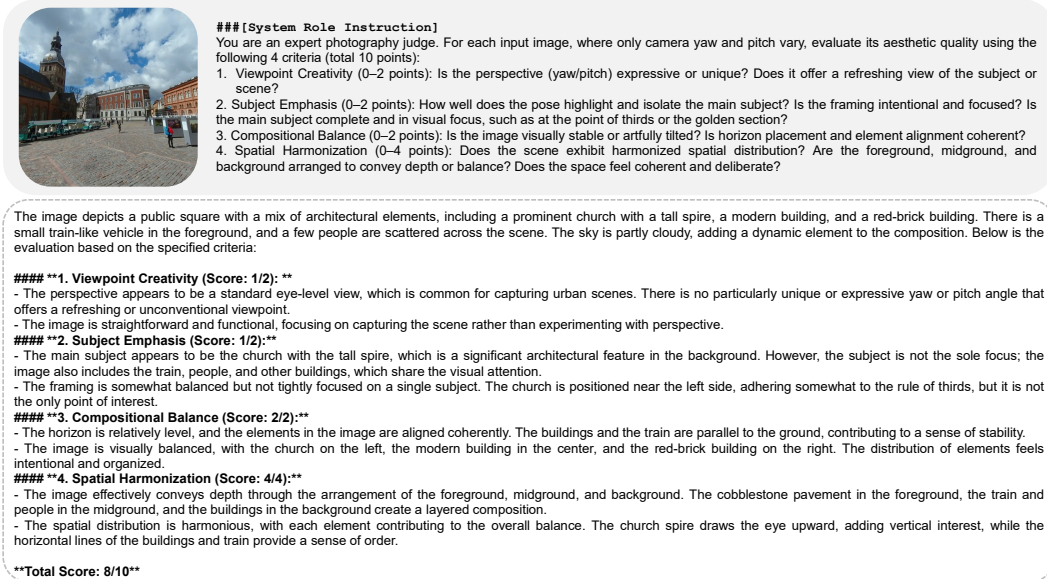 ###[System Role Instruction]
You are an expert photography judge. For each input image, where only camera yaw and pitch vary, evaluate its aesthetic quality using the
following 4 criteria (total 10 points):
1. Viewpoint Creativity (0–2 points): Is the perspective (yaw/pitch) expressive or unique? Does it offer a refreshing view of the subject or
scene?
2. Subject Emphasis (0–2 points): How well does the pose highlight and isolate the main subject? Is the framing intentional and focused? Is
the main subject complete and in visual focus, such as at the point of thirds or the golden section?
3. Compositional Balance (0–2 points): Is the image visually stable or artfully tilted? Is horizon placement and element alignment coherent?
4. Spatial Harmonization (0–4 points): Does the scene exhibit harmonized spatial distribution? Are the foreground, midground, and
background arranged to convey depth or balance? Does the space feel coherent and deliberate?
The image depicts a public square with a mix of architectural elements, including a prominent church with a tall spire, a modern building, and a red-brick building. There is a
small train-like vehicle in the foreground, and a few people are scattered across the scene. The sky is partly cloudy, adding a dynamic element to the composition. Below is the
evaluation based on the specified criteria:
#### **1. Viewpoint Creativity (Score: 1/2): **
- The perspective appears to be a standard eye-level view, which is common for capturing urban scenes. There is no particularly unique or expressive yaw or pitch angle that
offers a refreshing or unconventional viewpoint.
- The image is straightforward and functional, focusing on capturing the scene rather than experimenting with perspective.
#### **2. Subject Emphasis (Score: 1/2):**
- The main subject appears to be the church with the tall spire, which is a significant architectural feature in the background. However, the subject is not the sole focus; the
image also includes the train, people, and other buildings, which share the visual attention.
- The framing is somewhat balanced but not tightly focused on a single subject. The church is positioned near the left side, adhering somewhat to the rule of thirds, but it is not
the only point of interest.
#### **3. Compositional Balance (Score: 2/2):**
- The horizon is relatively level, and the elements in the image are aligned coherently. The buildings and the train are parallel to the ground, contributing to a sense of stability.
- The image is visually balanced, with the church on the left, the modern building in the center, and the red-brick building on the right. The distribution of elements feels
intentional and organized.
#### **4. Spatial Harmonization (Score: 4/4):**
- The image effectively conveys depth through the arrangement of the foreground, midground, and background. The cobblestone pavement in the foreground, the train and
people in the midground, and the buildings in the background create a layered composition.
- The spatial distribution is harmonious, with each element contributing to the overall balance. The church spire draws the eye upward, adding vertical interest, while the
horizontal lines of the buildings and train provide a sense of order.
**Total Score: 8/10**